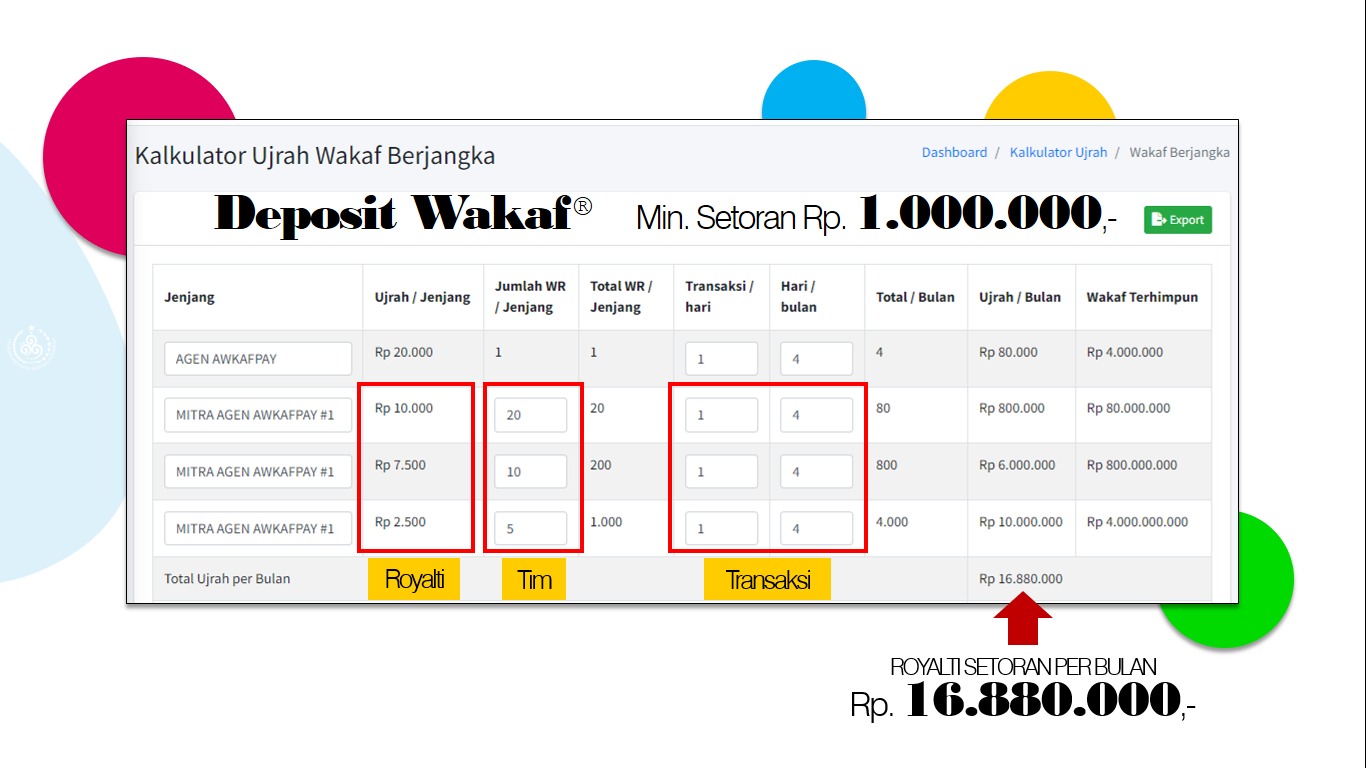 Kalkulator Ujrah Wakaf Berjangka
Dashboard / Kalkulator Ujrah / Wakaf Berjangka
Deposit Wakaf® Min. Setoran Rp. 1.000.000,-
Export
Jenjang Ujrah / Jenjang Jumlah WR / Jenjang Total WR / Jenjang Transaksi / hari Hari / bulan Total / Bulan Ujrah / Bulan Wakaf Terhimpun
AGEN AWKAFPAY Rp 20.000 1 1 1 4 4 Rp 80.000 Rp 4.000.000
MITRA AGEN AWKAFPAY #1 Rp 10.000 20 20 1 4 80 Rp 800.000 Rp 80.000.000
MITRA AGEN AWKAFPAY #1 Rp 7.500 10 200 1 4 800 Rp 6.000.000 Rp 800.000.000
MITRA AGEN AWKAFPAY #1 Rp 2.500 5 1.000 1 4 4.000 Rp 10.000.000 Rp 4.000.000.000
Total Ujrah per Bulan Royalti Tim Transaksi Rp 16.880.000
ROYALTI SETORAN PER BULAN
Rp. 16.880.000,-